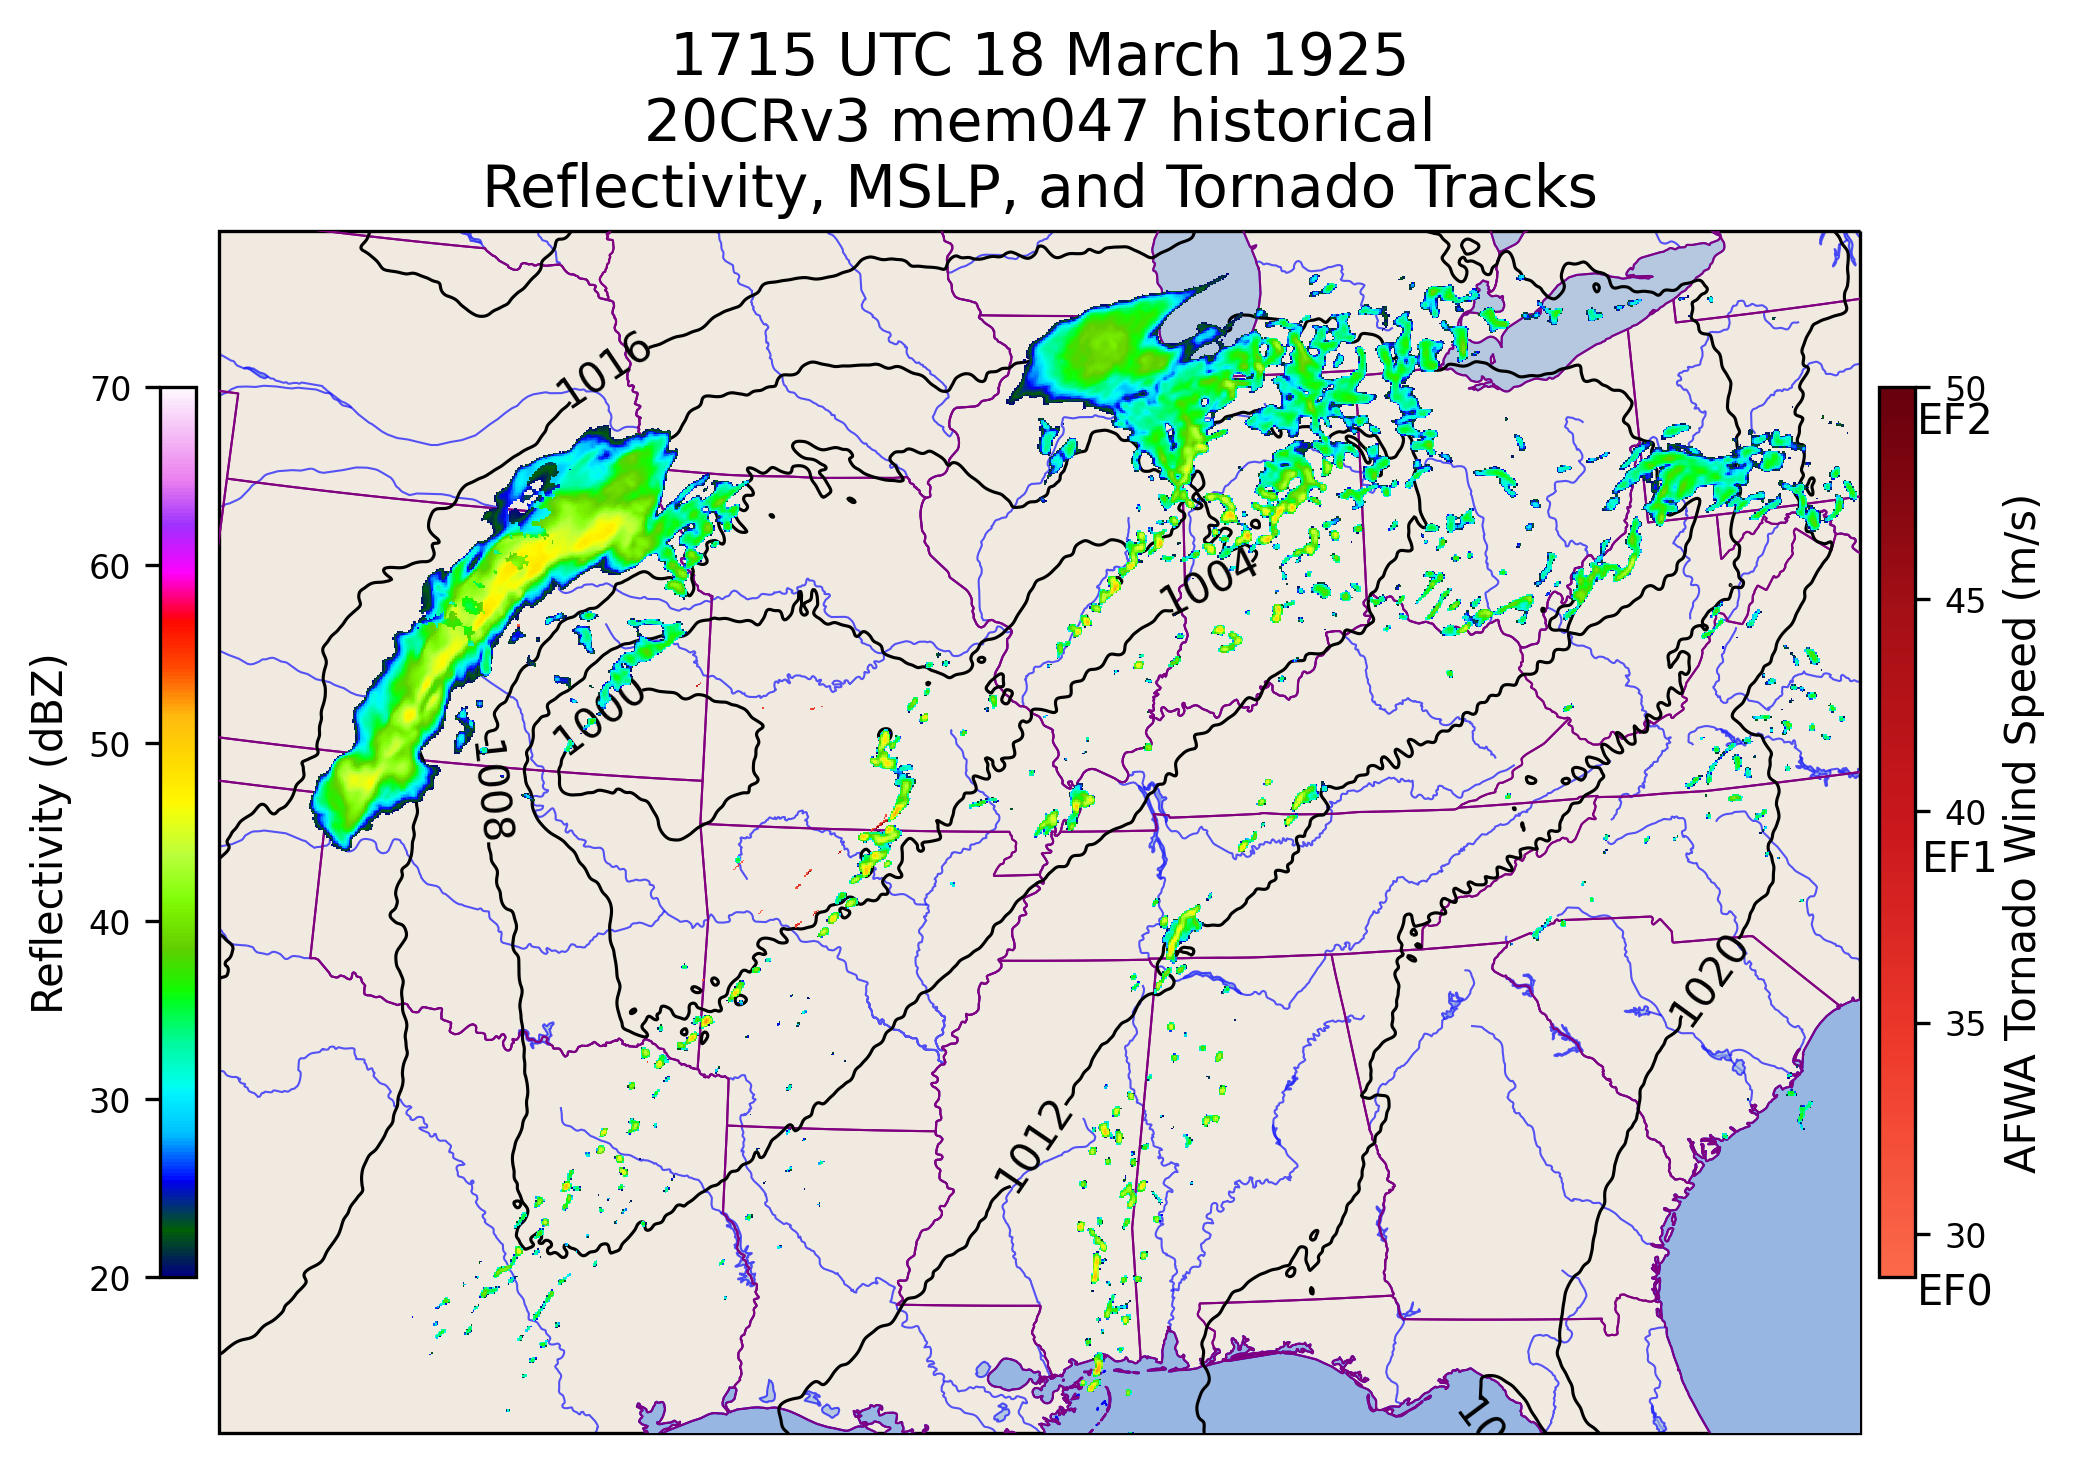 1715 UTC 18 March 1925
20CRv3 mem047 historical
Reflectivity, MSLP, and Tornado Tracks
Reflectivity (dBZ)
70
60
50
40
30
20
1016
1004
1000
1008
1012
1020
10
50
EF2
45
40
EF1
35
30
EF0
AFWA Tornado Wind Speed (m/s)